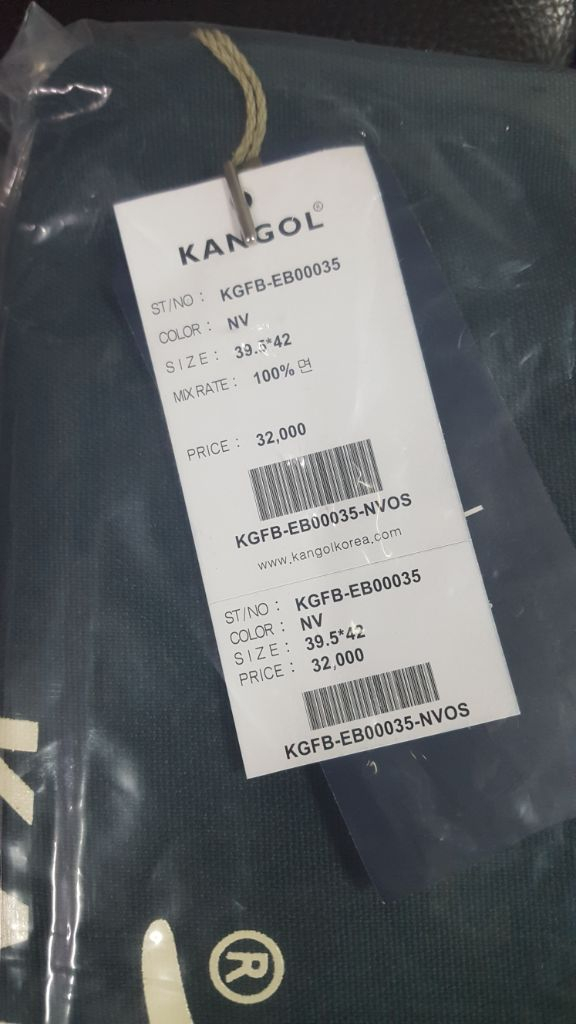 KANGOL®
ST/NO : KGFB-EB00035
COLOR : NV
SIZE : 39.5*42
MIX RATE : 100% 면
PRICE : 32,000
KGFB-EB00035-NVOS
www.kangolkorea.com
ST/NO : KGFB-EB00035
COLOR : NV
SIZE : 39.5*42
PRICE : 32,000
KGFB-EB00035-NVOS
KA
®